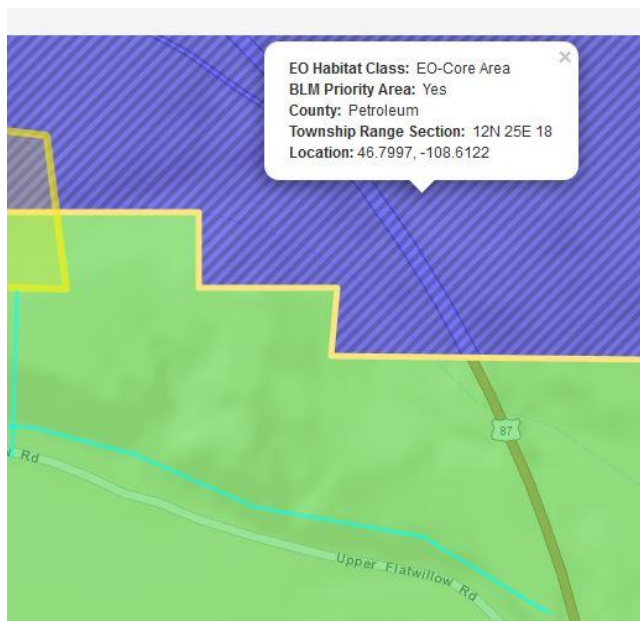 ×
EO Habitat Class: EO-Core Area
BLM Priority Area: Yes
County: Petroleum
Township Range Section: 12N 25E 18
Location: 46.7997, -108.6122
87
Rd
Upper Flatwillow Rd